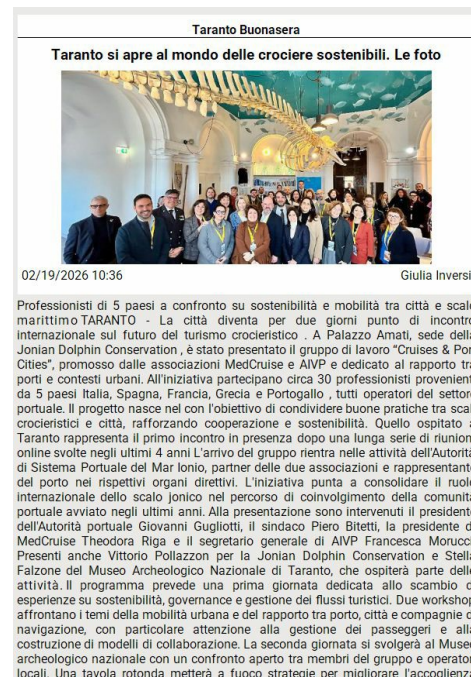 Taranto Buonasera
Taranto si apre al mondo delle crociere sostenibili. Le foto
02/19/2026 10:36 Giulia Inversi
Professionisti di 5 paesi a confronto su sostenibilità e mobilità tra città e scalo
marittimo TARANTO - La città diventa per due giorni punto di incontro
internazionale sul futuro del turismo crocieristico . A Palazzo Amati, sede della
Jonian Dolphin Conservation , è stato presentato il gruppo di lavoro “Cruises & Port
Cities”, promosso dalle associazioni MedCruise e AIVP e dedicato al rapporto tra
porti e contesti urbani. All'iniziativa partecipano circa 30 professionisti provenienti
da 5 paesi Italia, Spagna, Francia, Grecia e Portogallo , tutti operatori del settore
portuale. Il progetto nasce nel con l'obiettivo di condividere buone pratiche tra scali
crocieristici e città, rafforzando cooperazione e sostenibilità. Quello ospitato a
Taranto rappresenta il primo incontro in presenza dopo una lunga serie di riunioni
online svolte negli ultimi 4 anni L'arrivo del gruppo rientra nelle attività dell'Autorità
di Sistema Portuale del Mar Ionio, partner delle due associazioni e rappresentante
del porto nei rispettivi organi direttivi. L'iniziativa punta a consolidare il ruolo
internazionale dello scalo jonico nel percorso di coinvolgimento della comunità
portuale avviato negli ultimi anni. Alla presentazione sono intervenuti il presidente
dell'Autorità portuale Giovanni Gugliotti, il sindaco Piero Bitetti, la presidente di
MedCruise Theodora Riga e il segretario generale di AIVP Francesca Morucci
Presenti anche Vittorio Pollazzon per la Jonian Dolphin Conservation e Stella
Falzone del Museo Archeologico Nazionale di Taranto, che ospiterà parte delle
attività. Il programma prevede una prima giornata dedicata allo scambio di
esperienze su sostenibilità, governance e gestione dei flussi turistici. Due workshop
affrontano i temi della mobilità urbana e del rapporto tra porto, città e compagnie di
navigazione, con particolare attenzione alla gestione dei passeggeri e alla
costruzione di modelli di collaborazione. La seconda giornata si svolgerà al Museo
archeologico nazionale con un confronto aperto tra membri del gruppo e operatori
locali. Una tavola rotonda metterà a fuoco strategie per migliorare l'accoglienza